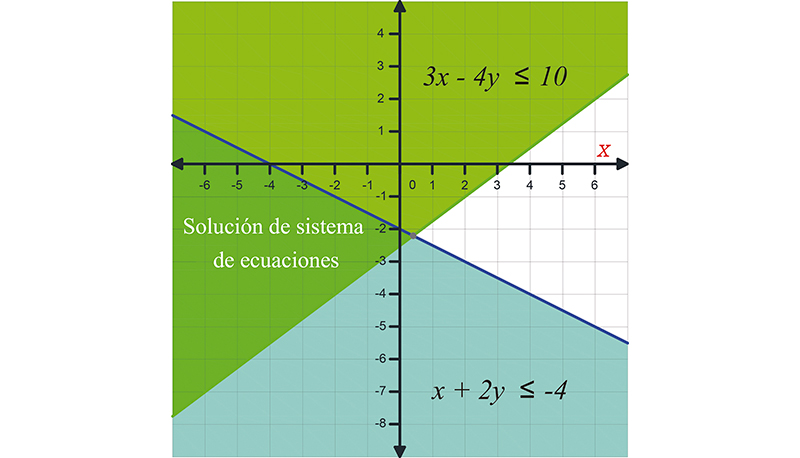 4
3
3x - 4y ≤ 10
2
1
X
-6 -5 -4 -3 -2 -1 0 1 2 3 4 5 6
-1
Solución de sistema
-2
de ecuaciones
-3
-4
-5
-6
x + 2y ≤ -4
-7
-8